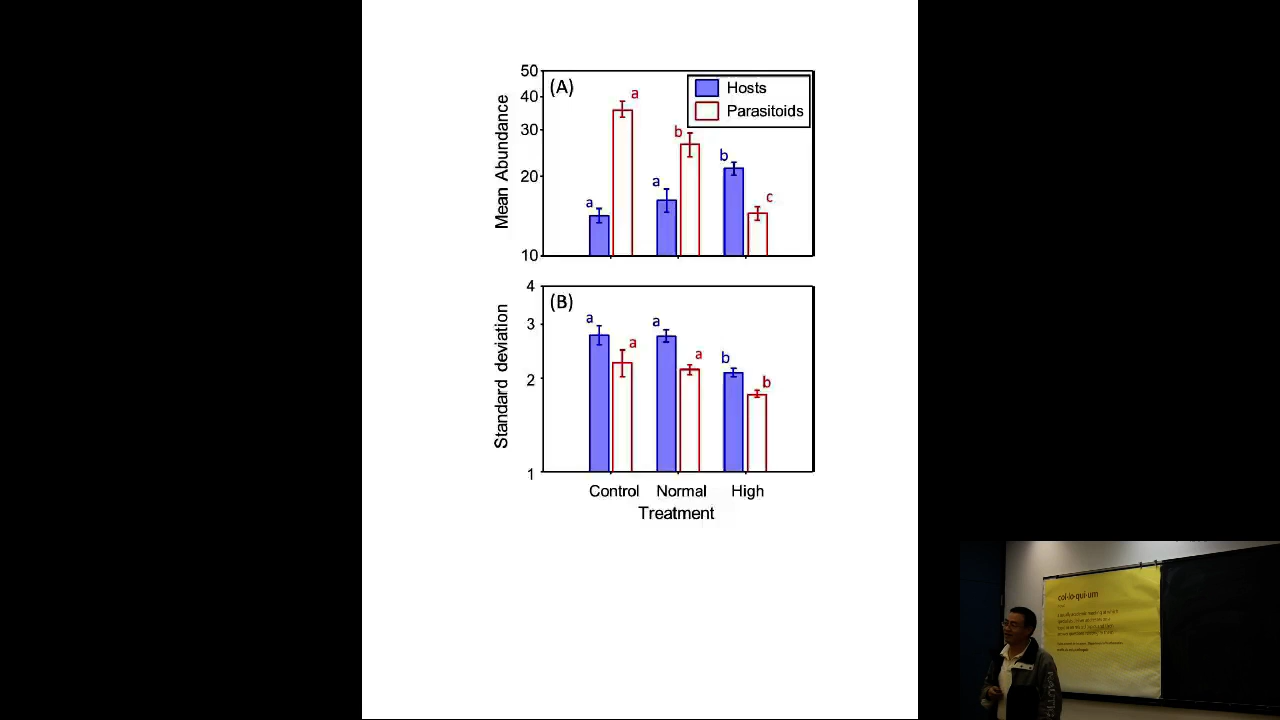 50
(A)
Hosts
a
40
Parasitoids
b
30
b
Mean Abundance
a
20
a
c
10
4
(B)
a
a
3
a
a
b
Standard deviation
2
b
1
Control Normal High
Treatment
col·lo·qui·um
NAUTIC